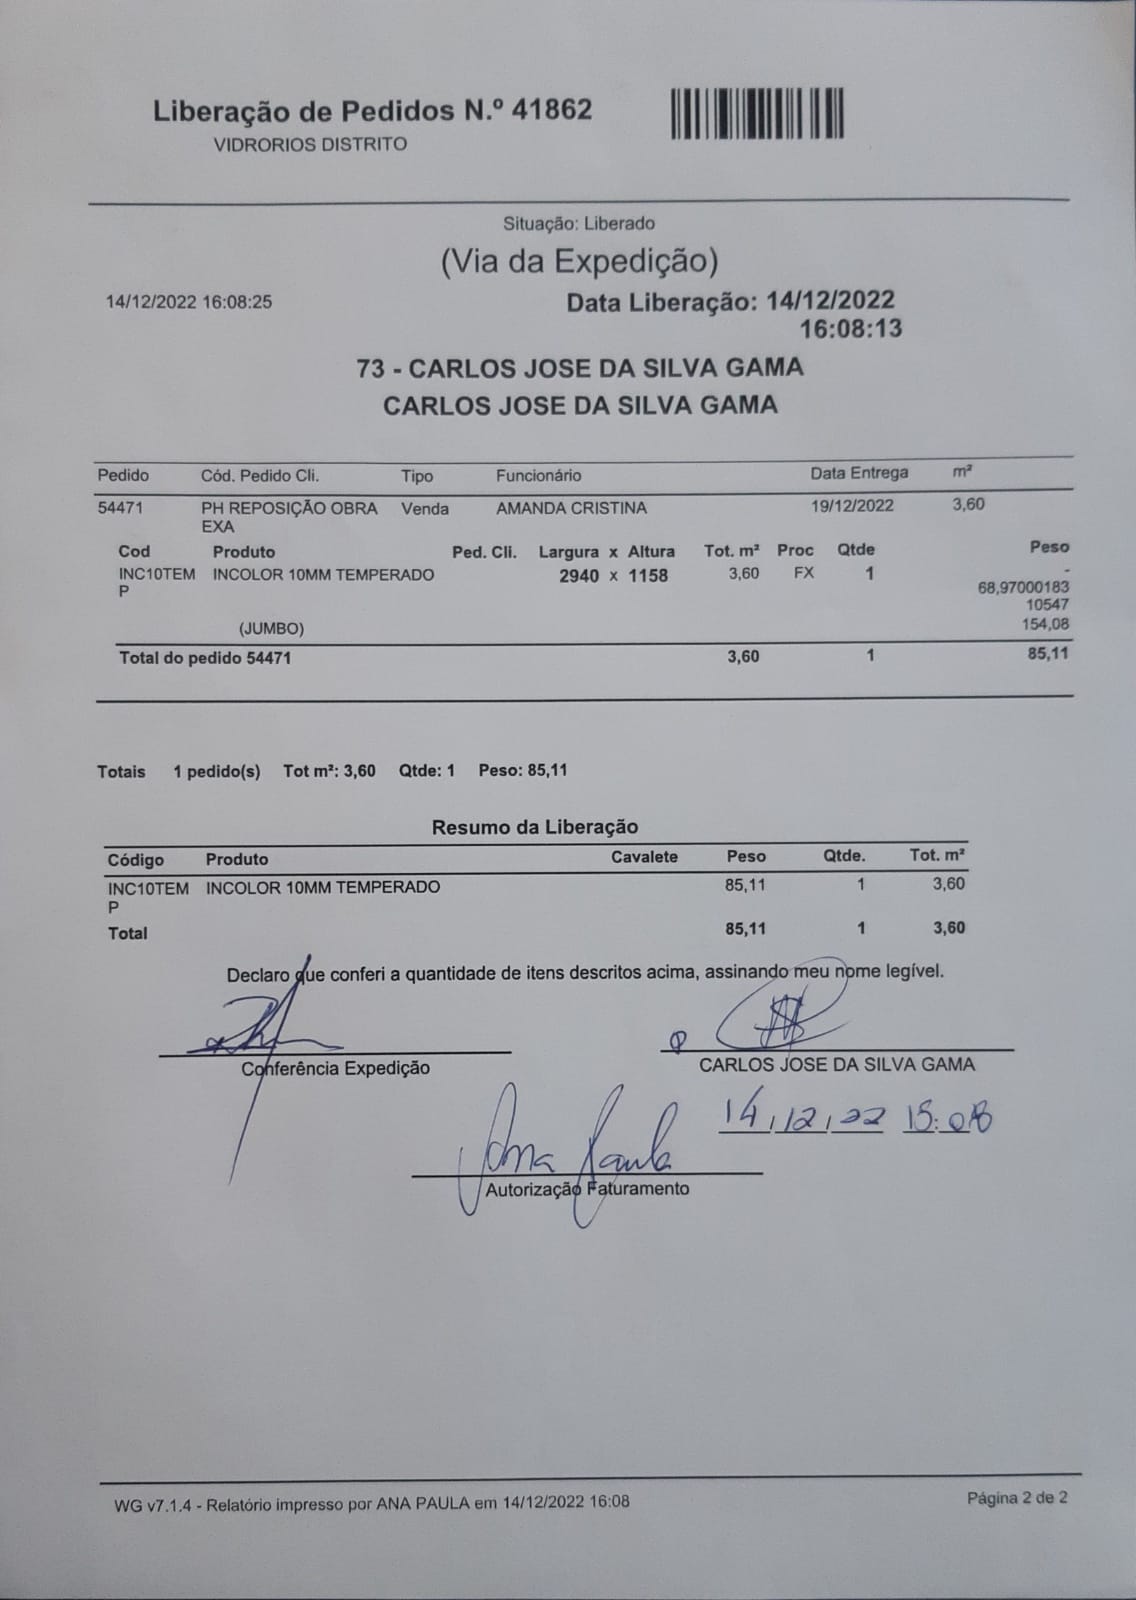 Liberação de Pedidos N.º 41862
VIDRORIOS DISTRITO
Situação: Liberado
(Via da Expedição)
14/12/2022 16:08:25 Data Liberação: 14/12/2022
16:08:13
73 - CARLOS JOSE DA SILVA GAMA
CARLOS JOSE DA SILVA GAMA
Pedido Cód. Pedido Cli. Tipo Funcionário Data Entrega m²
54471 PH REPOSIÇÃO OBRA Venda AMANDA CRISTINA 19/12/2022 3,60
EXA
Cod Produto Ped. Cli. Largura x Altura Tot. m² Proc Qtde Peso
INC10TEM INCOLOR 10MM TEMPERADO 2940 x 1158 3,60 FX 1 -
P 68,97000183
10547
(JUMBO) 154,08
Total do pedido 54471 3,60 1 85,11
Totais 1 pedido(s) Tot m²: 3,60 Qtde: 1 Peso: 85,11
Resumo da Liberação
Código Produto Cavalete Peso Qtde. Tot. m²
INC10TEM INCOLOR 10MM TEMPERADO 85,11 1 3,60
P
Total 85,11 1 3,60
Declaro que conferi a quantidade de itens descritos acima, assinando meu nome legível.
Conferência Expedição CARLOS JOSE DA SILVA GAMA
14/12/22 15:08
Ana Paula
Autorização Faturamento
WG v7.1.4 - Relatório impresso por ANA PAULA em 14/12/2022 16:08 Página 2 de 2